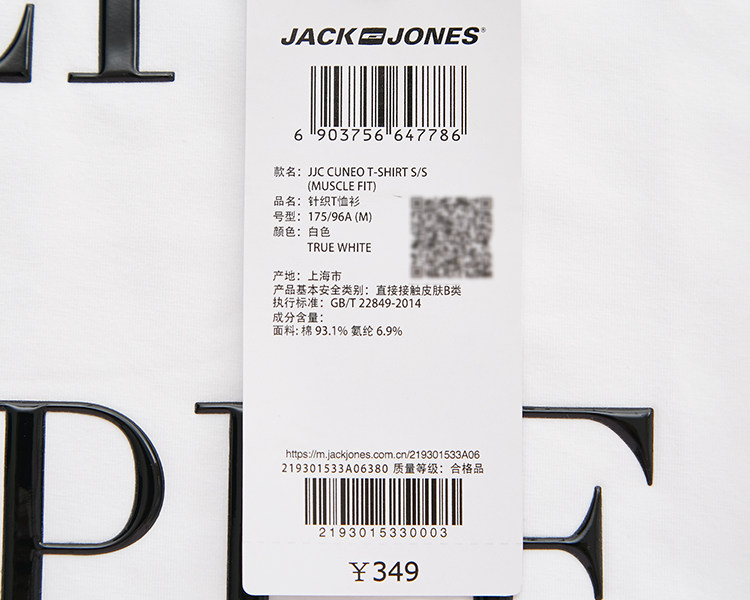 JACK JONES®
6 903756 647786
款名：JJC CUNEO T-SHIRT S/S
(MUSCLE FIT)
品名：针织T恤衫
号型：175/96A (M)
颜色：白色
TRUE WHITE
产地：上海市
产品基本安全类别：直接接触皮肤B类
执行标准：GB/T 22849-2014
成分含量：
面料: 棉 93.1% 氨纶 6.9%
https://m.jackjones.com.cn/219301533A06
219301533A06380 质量等级：合格品
2193015330003
￥349